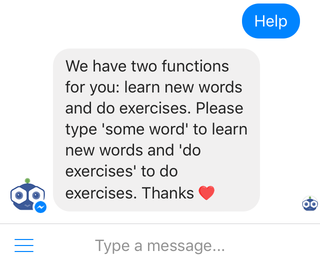 Help
We have two functions
for you: learn new words
and do exercises. Please
type 'some word' to learn
new words and 'do
exercises' to do
exercises. Thanks ❤️
Type a message...